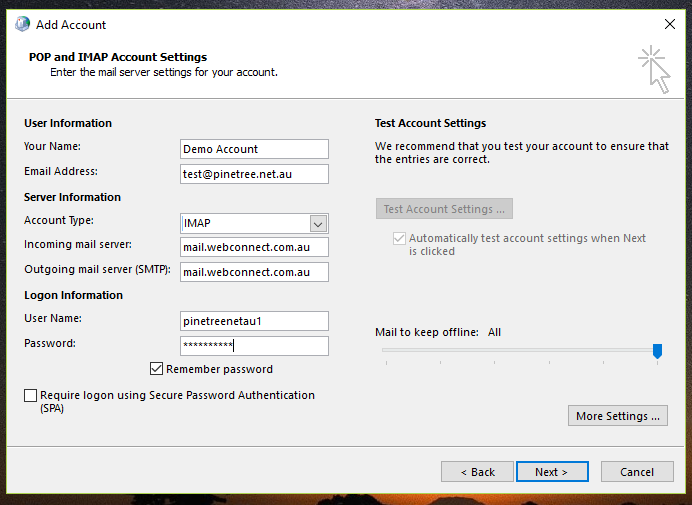 Add Account
POP and IMAP Account Settings
Enter the mail server settings for your account.
User Information
Your Name:
Demo Account
Email Address:
test@pinetree.net.au
Server Information
Account Type:
IMAP
Incoming mail server:
mail.webconnect.com.au
Outgoing mail server (SMTP):
mail.webconnect.com.au
Logon Information
User Name:
pinetreenetau1
Password:
**********
Remember password
Require logon using Secure Password Authentication
(SPA)
Test Account Settings
We recommend that you test your account to ensure that
the entries are correct.
Test Account Settings ...
Automatically test account settings when Next
is clicked
Mail to keep offline: All
More Settings ...
< Back
Next >
Cancel